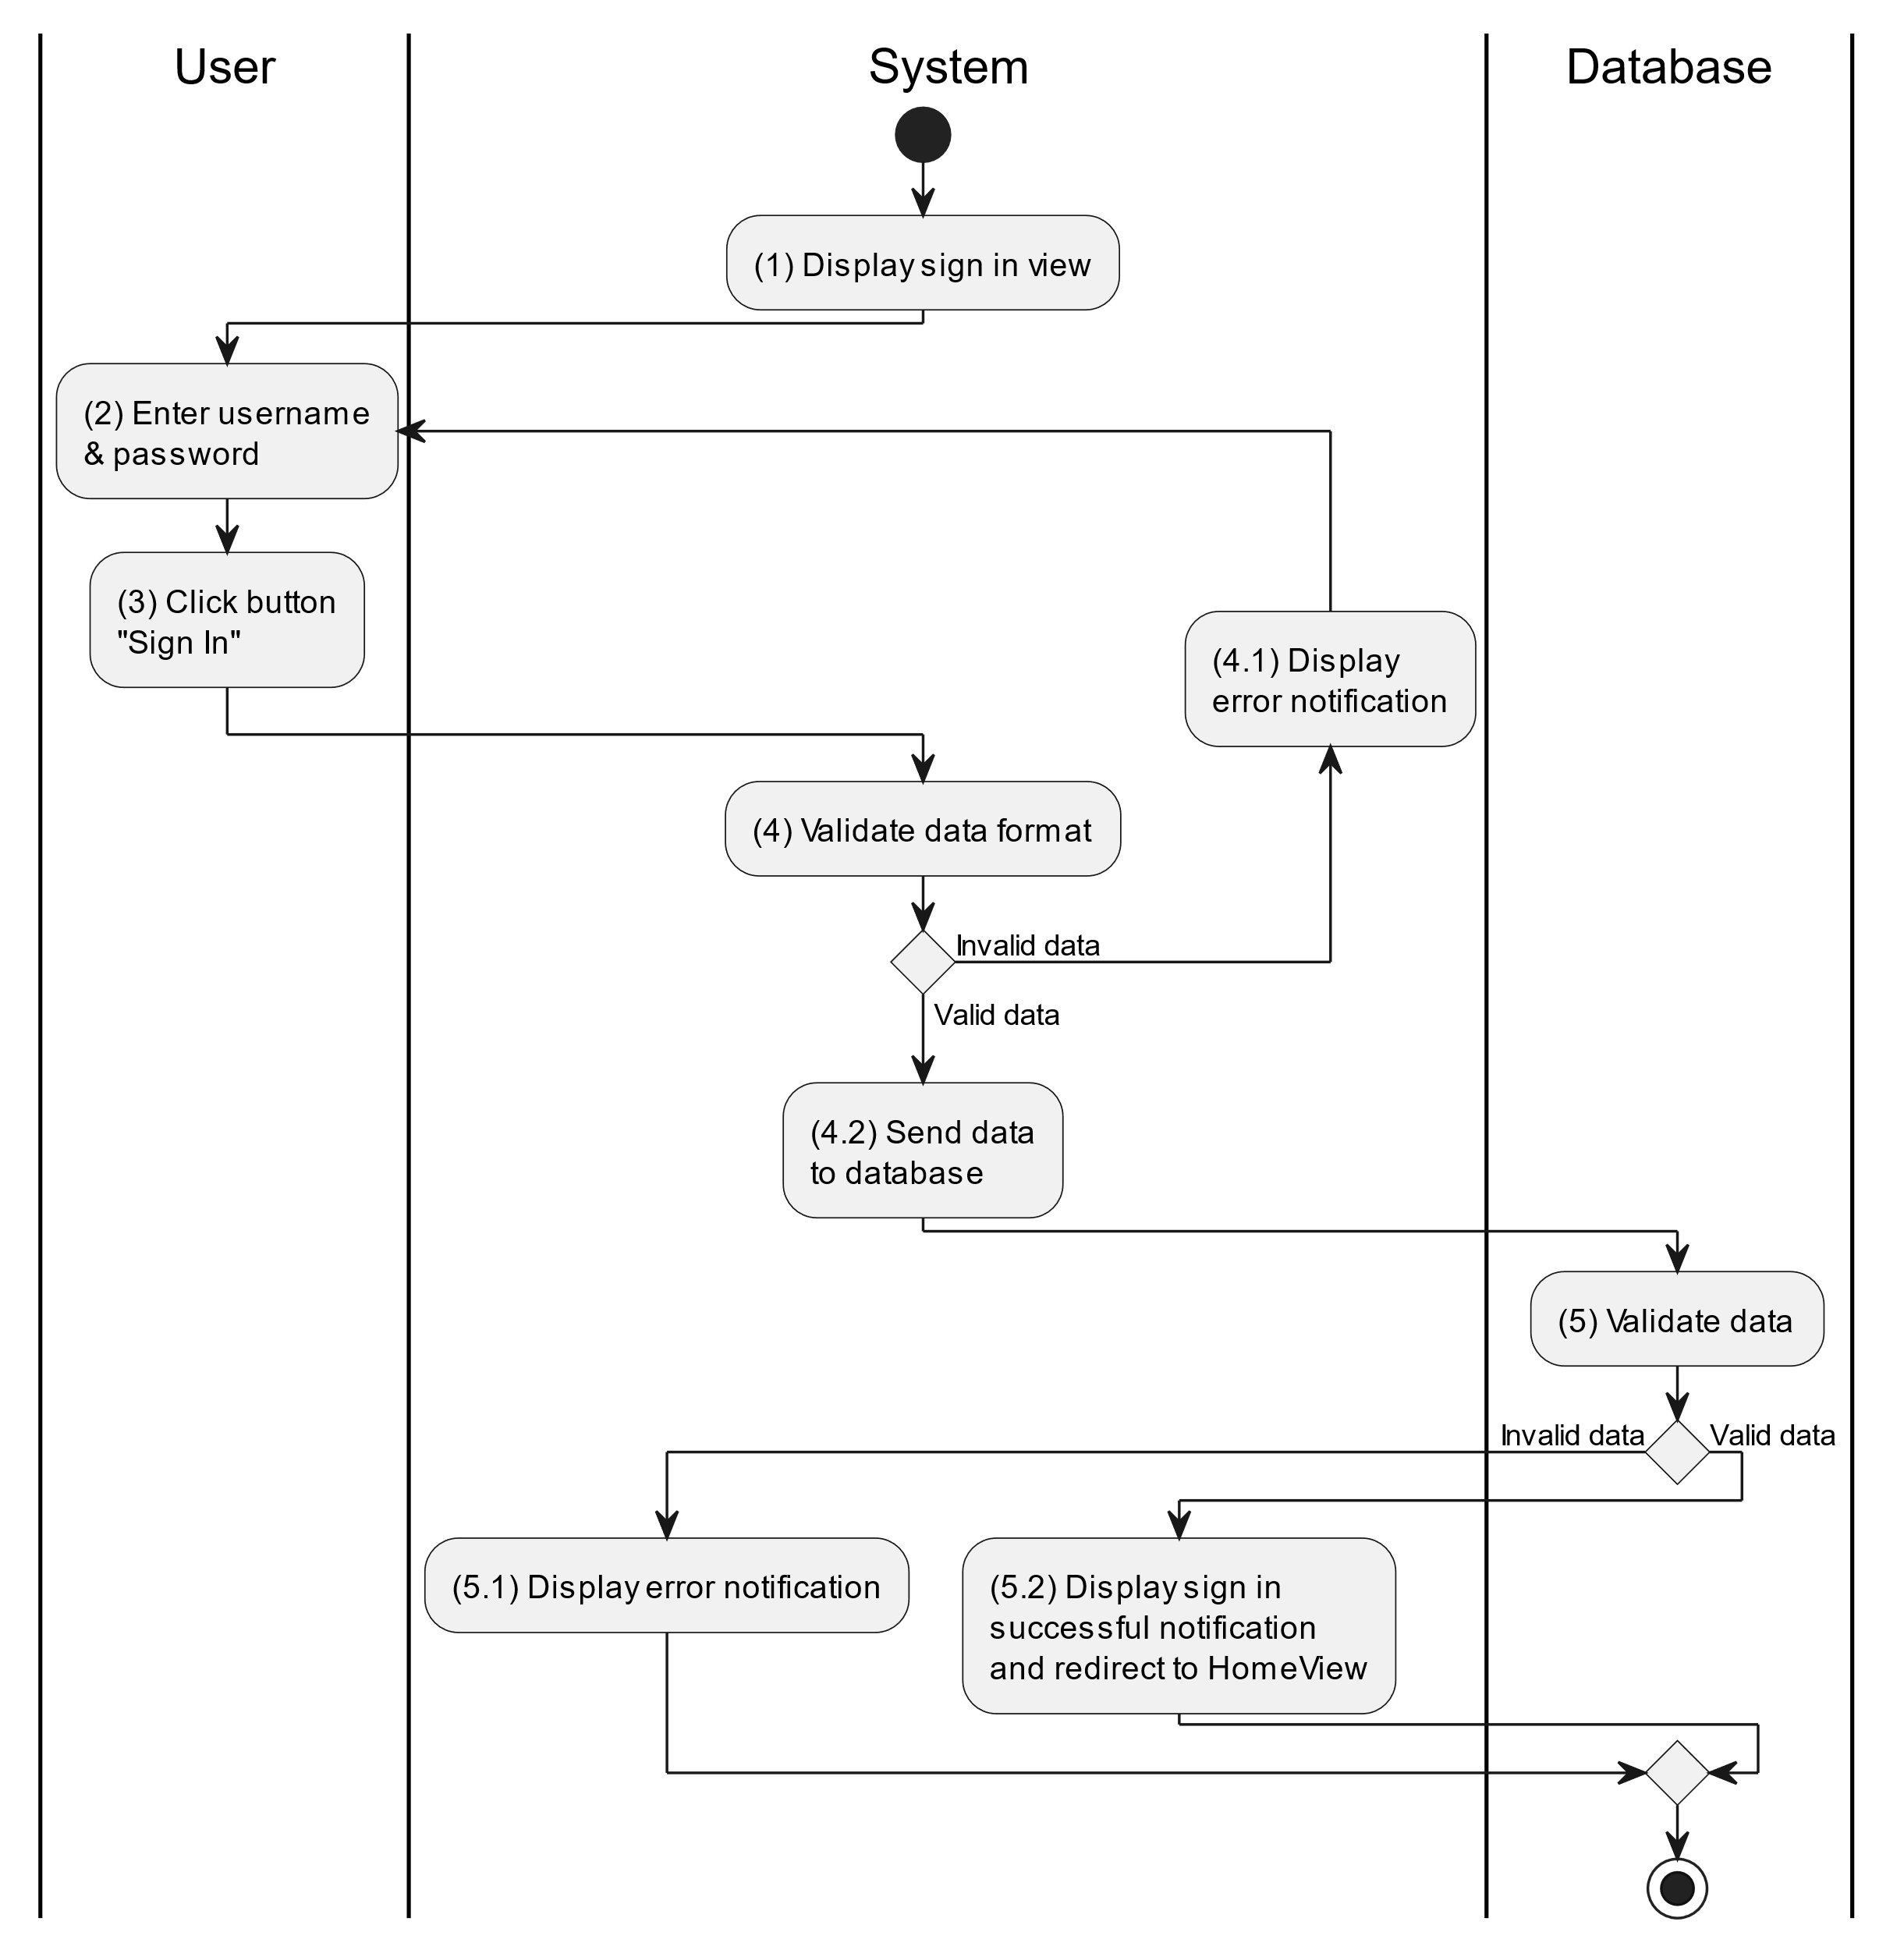 User
System
Database
(1) Display sign in view
(2) Enter username
& password
(3) Click button
"Sign In"
(4.1) Display
error notification
(4) Validate data format
Invalid data
Valid data
(4.2) Send data
to database
(5) Validate data
Invalid data
Valid data
(5.1) Display error notification
(5.2) Display sign in
successful notification
and redirect to HomeView